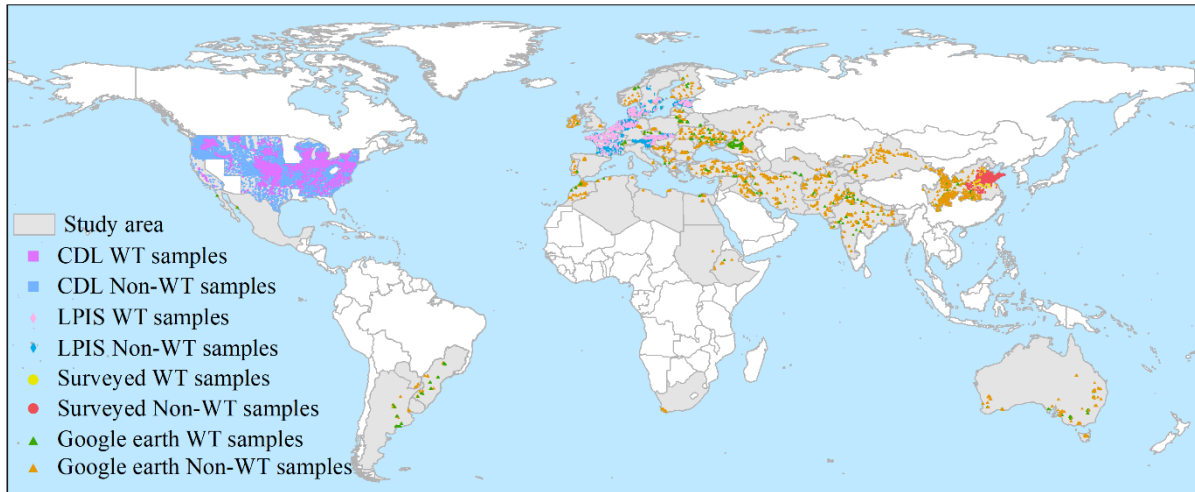 Study area
CDL WT samples
CDL Non-WT samples
LPIS WT samples
LPIS Non-WT samples
Surveyed WT samples
Surveyed Non-WT samples
Google earth WT samples
Google earth Non-WT samples